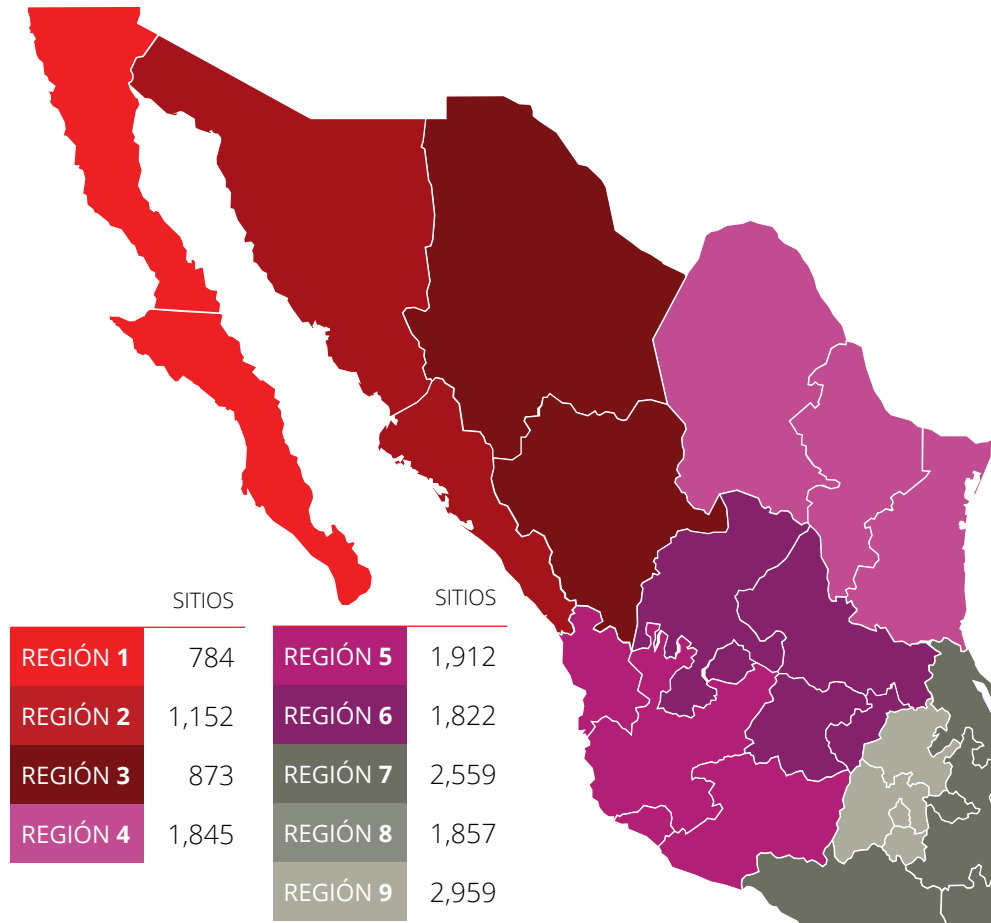 SITIOS
REGIÓN 1 784
REGIÓN 2 1,152
REGIÓN 3 873
REGIÓN 4 1,845
SITIOS
REGIÓN 5 1,912
REGIÓN 6 1,822
REGIÓN 7 2,559
REGIÓN 8 1,857
REGIÓN 9 2,959